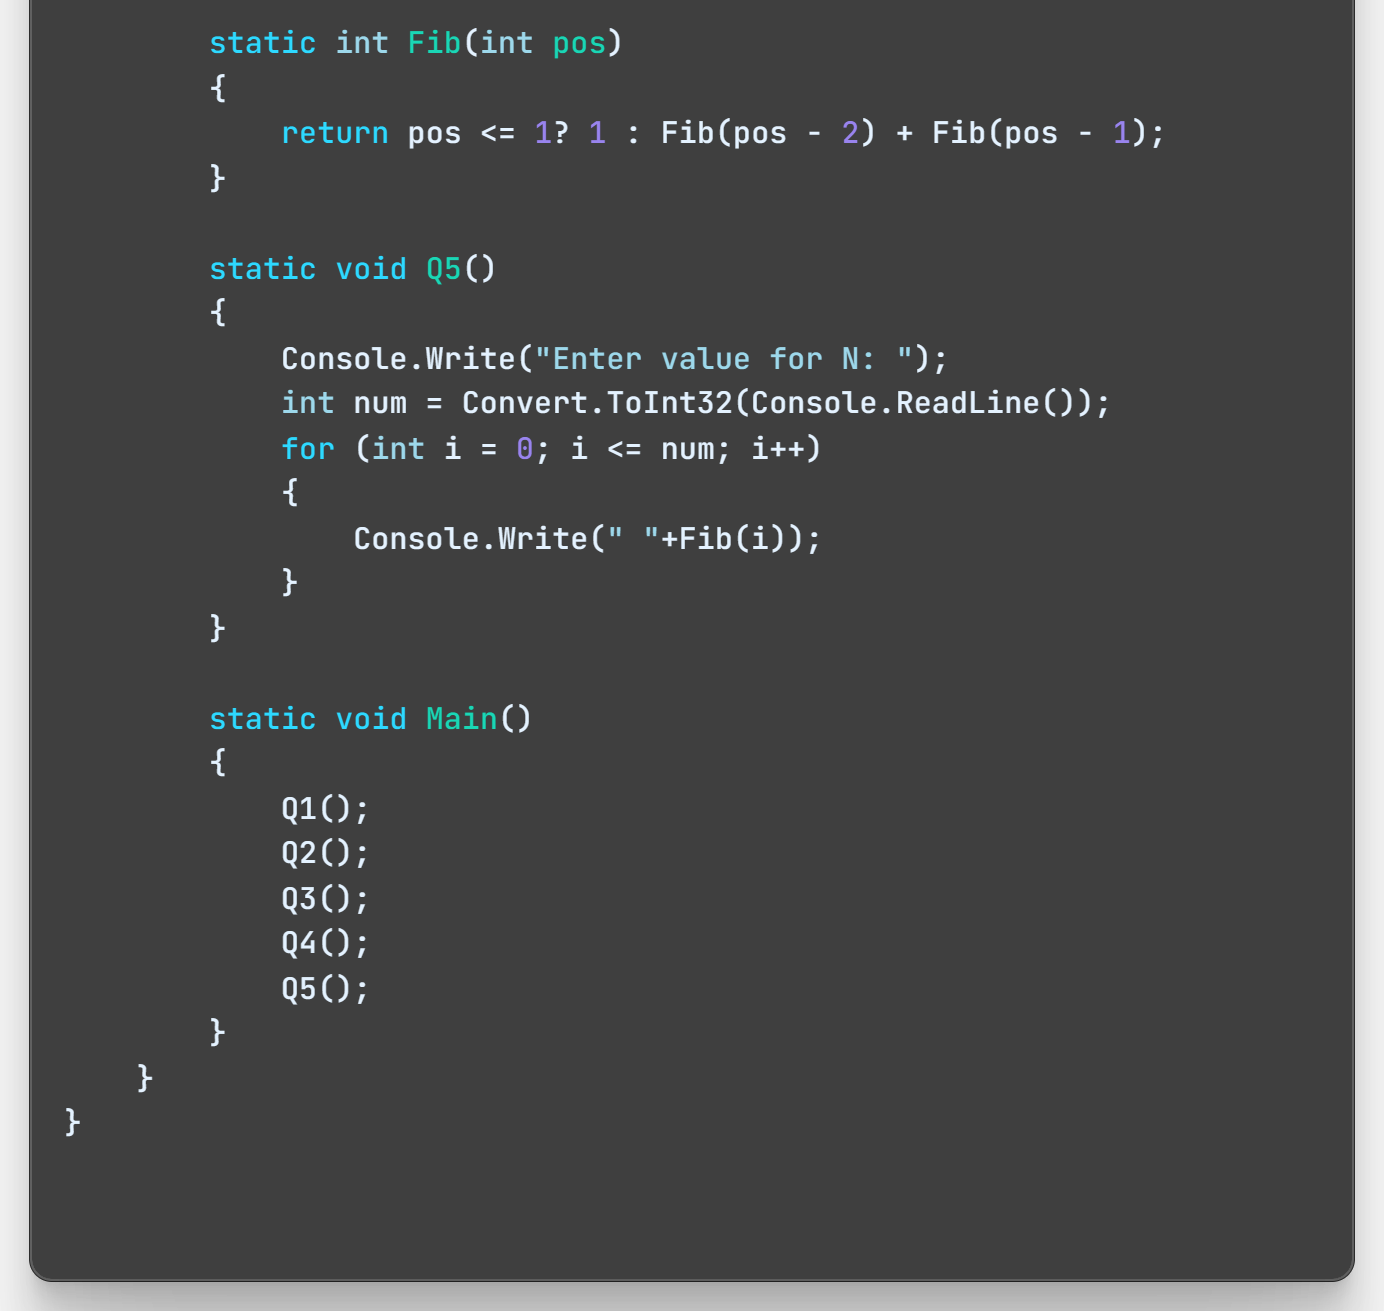 static int Fib(int pos)
{
return pos <= 1? 1 : Fib(pos - 2) + Fib(pos - 1);
}
static void Q5()
{
Console.Write("Enter value for N: ");
int num = Convert.ToInt32(Console.ReadLine());
for (int i = 0; i <= num; i++)
{
Console.Write(" "+Fib(i));
}
}
static void Main()
{
Q1();
Q2();
Q3();
Q4();
Q5();
}
}
}